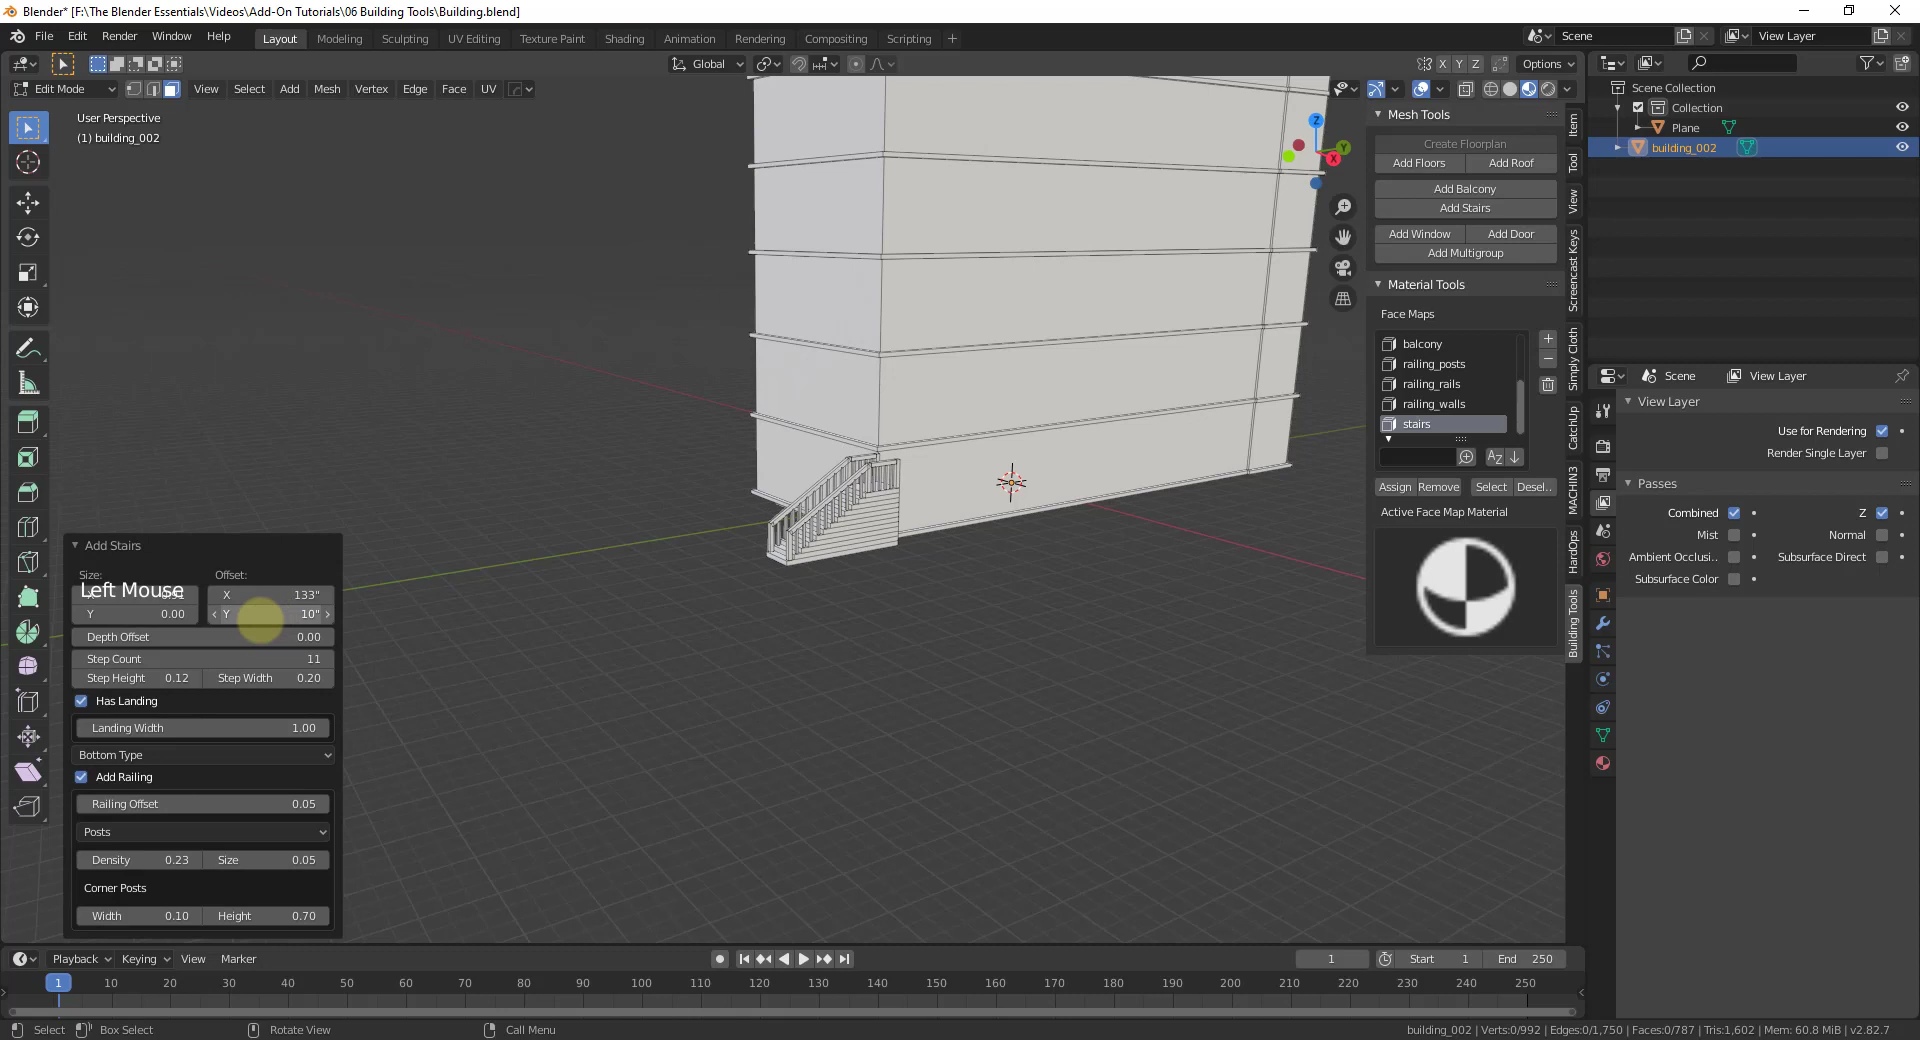 Blender* [F:\The Blender Essentials\Videos\Add-On Tutorials\06 Building Tools\Building.blend]
File Edit Render Window Help Layout Modeling Sculpting UV Editing Texture Paint Shading Animation Rendering Compositing Scripting + Scene View Layer
Global X Y Z Options
Edit Mode View Select Add Mesh Vertex Edge Face UV
User Perspective
(1) building_002
Z
Y
X
Mesh Tools
Create Floorplan
Add Floors Add Roof
Add Balcony
Add Stairs
Add Window Add Door
Add Multigroup
Material Tools
Face Maps
balcony
railing_posts
railing_rails
railing_walls
stairs
Assign Remove Select Desel..
Active Face Map Material
Item
Tool
View
Screencast Keys
Simply Cloth
CatchUp
MACHIN3
HardOps
Building Tools
Scene Collection
Collection
Plane
building_002
Scene View Layer
View Layer
Use for Rendering
Render Single Layer
Passes
Combined Z
Mist Normal
Ambient Occlusi.. Subsurface Direct
Subsurface Color
Add Stairs
Size: Offset:
Left Mouse
X 133"
Y 0.00 Y 10"
Depth Offset 0.00
Step Count 11
Step Height 0.12 Step Width 0.20
Has Landing
Landing Width 1.00
Bottom Type
Add Railing
Railing Offset 0.05
Posts
Density 0.23 Size 0.05
Corner Posts
Width 0.10 Height 0.70
Playback Keying View Marker 1 Start 1 End 250
1 10 20 30 40 50 60 70 80 90 100 110 120 130 140 150 160 170 180 190 200 210 220 230 240 250
Select Box Select Rotate View Call Menu building_002 | Verts:0/992 | Edges:0/1,750 | Faces:0/787 | Tris:1,602 | Mem: 60.8 MiB | v2.82.7